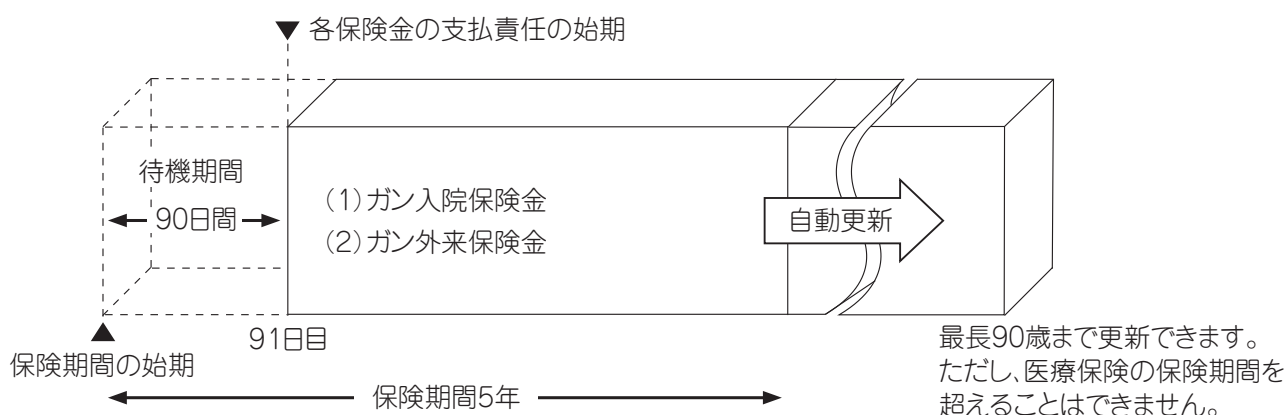 ▼各保険金の支払責任の始期
待機期間
90日間
(1)ガン入院保険金
(2)ガン外来保険金
自動更新
91日目
保険期間の始期
保険期間5年
最長90歳まで更新できます。
ただし、医療保険の保険期間を
超えることはできません。